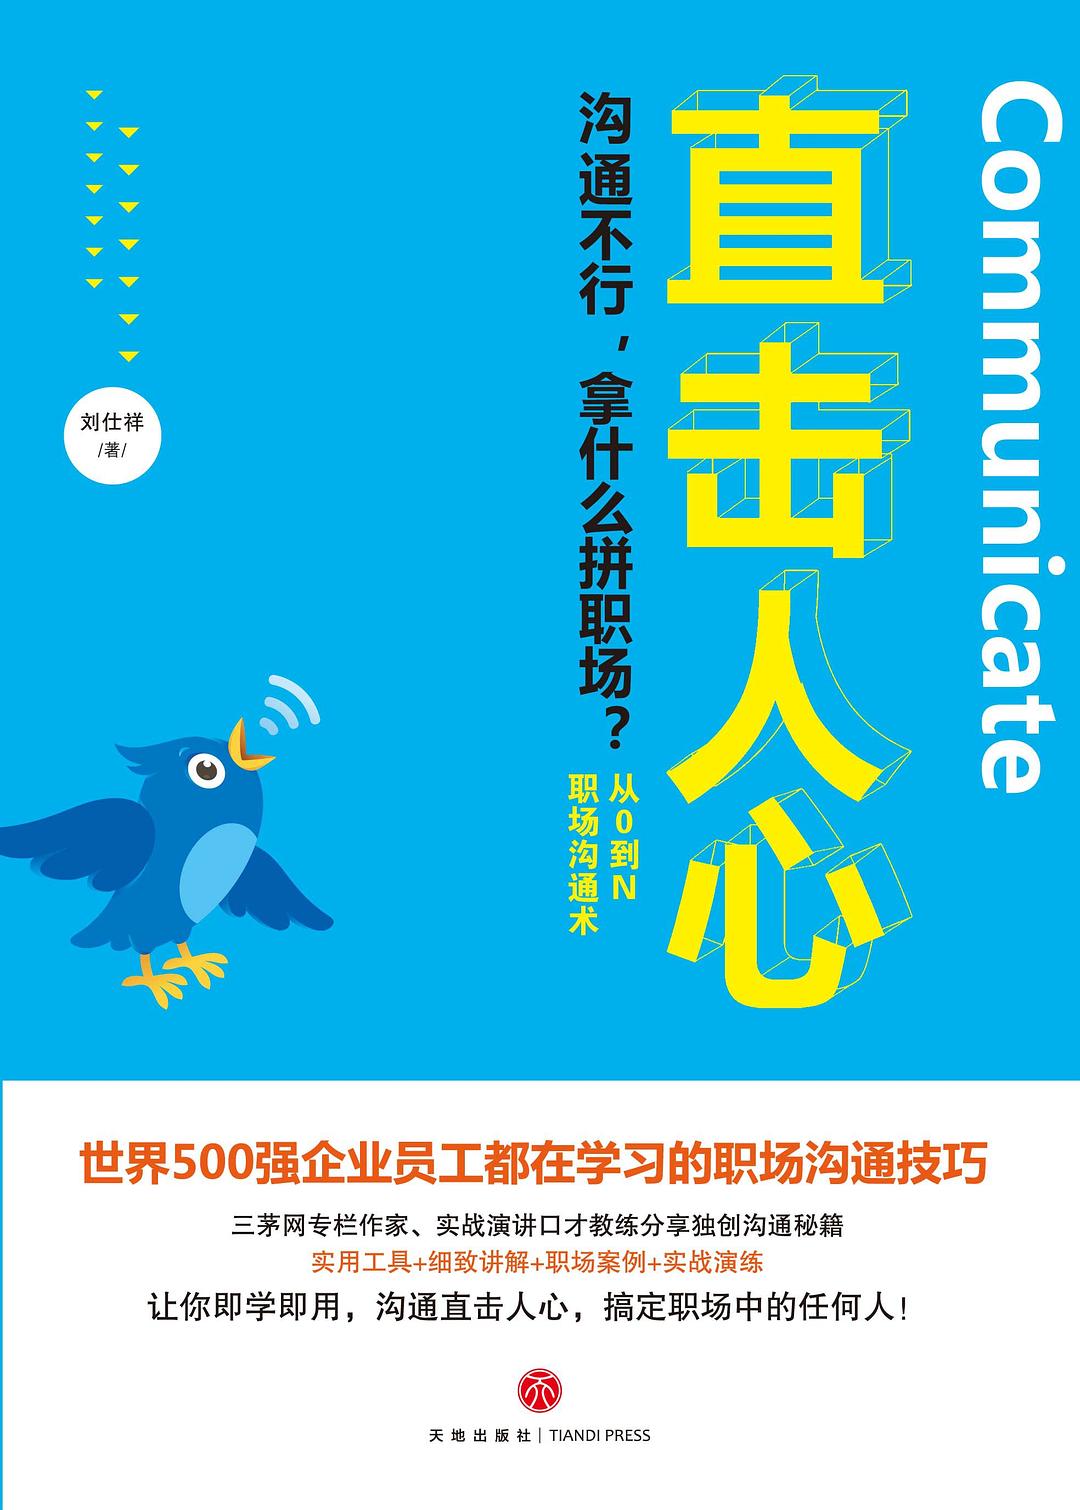 Communicate
直击人心
沟通不行，拿什么拼职场？
从0到N
职场沟通术
刘仕祥
/著/
世界500强企业员工都在学习的职场沟通技巧
三茅网专栏作家、实战演讲口才教练分享独创沟通秘籍
实用工具+细致讲解+职场案例+实战演练
让你即学即用，沟通直击人心，搞定职场中的任何人！
天地出版社|TIANDI PRESS